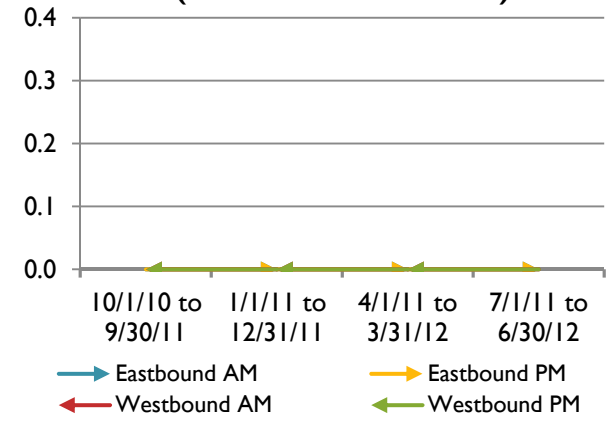 0.4
0.3
0.2
0.1
0.0
10/1/10 to 1/1/11 to 4/1/11 to 7/1/11 to
9/30/11 12/31/11 3/31/12 6/30/12
Eastbound AM Eastbound PM
Westbound AM Westbound PM